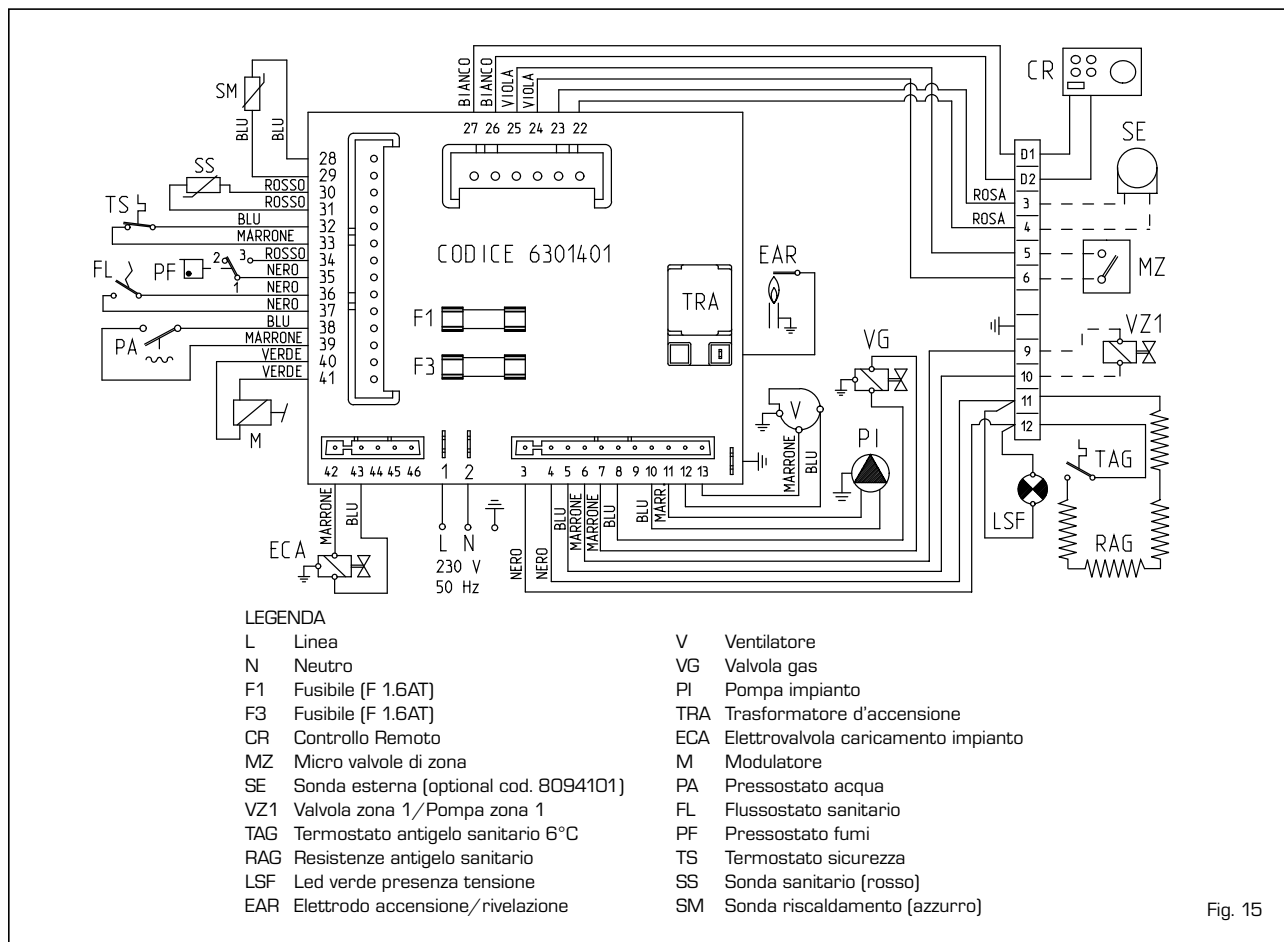 BIANCO
BIANCO
VIOLA
VIOLA
27 26 25 24 23 22
CR
SM
BLU
BLU
SE
SS
TS
FL
PF
2
3
1
PA
M
ROSSO
ROSSO
BLU
MARRONE
ROSSO
NERO
NERO
NERO
BLU
MARRONE
VERDE
VERDE
28
29
30
31
32
33
34
35
36
37
38
39
40
41
CODICE 6301401
F1
F3
TRA
EAR
VG
V
MARRONE
BLU
PI
D1
D2
3
4
5
6
9
10
11
12
ROSA
ROSA
MZ
VZ1
TAG
LSF
RAG
42 43 44 45 46
1 2
3 4 5 6 7 8 9 10 11 12 13
MARRONE
BLU
ECA
L N
230 V
50 Hz
NERO
NERO
BLU
MARRONE
MARRONE
BLU
BLU
MARR.
LEGENDA
L Linea
N Neutro
F1 Fusibile (F 1.6AT)
F3 Fusibile (F 1.6AT)
CR Controllo Remoto
MZ Micro valvole di zona
SE Sonda esterna (optional cod. 8094101)
VZ1 Valvola zona 1/Pompa zona 1
TAG Termostato antigelo sanitario 6°C
RAG Resistenze antigelo sanitario
LSF Led verde presenza tensione
EAR Elettrodo accensione/rivelazione
V Ventilatore
VG Valvola gas
PI Pompa impianto
TRA Trasformatore d'accensione
ECA Elettrovalvola caricamento impianto
M Modulatore
PA Pressostato acqua
FL Flussostato sanitario
PF Pressostato fumi
TS Termostato sicurezza
SS Sonda sanitario (rosso)
SM Sonda riscaldamento (azzurro)
Fig. 15